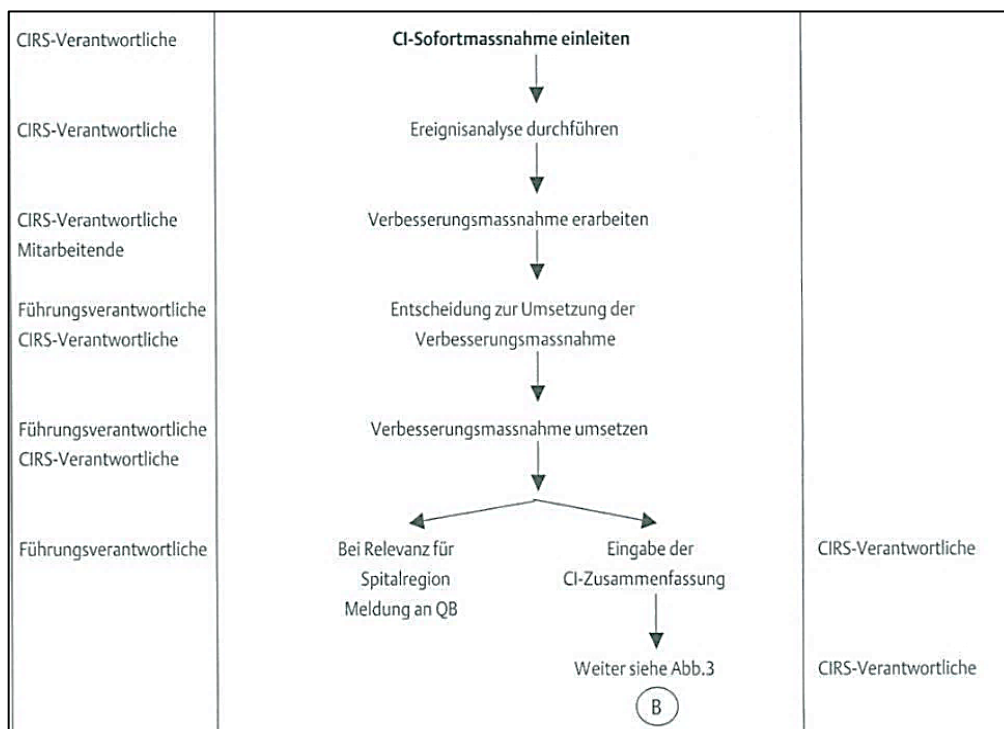 CIRS-Verantwortliche CI-Sofortmassnahme einleiten
CIRS-Verantwortliche Ereignisanalyse durchführen
CIRS-Verantwortliche Verbesserungsmassnahme erarbeiten
Mitarbeitende
Führungsverantwortliche Entscheidung zur Umsetzung der
CIRS-Verantwortliche Verbesserungsmassnahme
Führungsverantwortliche Verbesserungsmassnahme umsetzen
CIRS-Verantwortliche
Führungsverantwortliche Bei Relevanz für Eingabe der CIRS-Verantwortliche
Spitalregion CI-Zusammenfassung
Meldung an QB
Weiter siehe Abb.3 CIRS-Verantwortliche
B